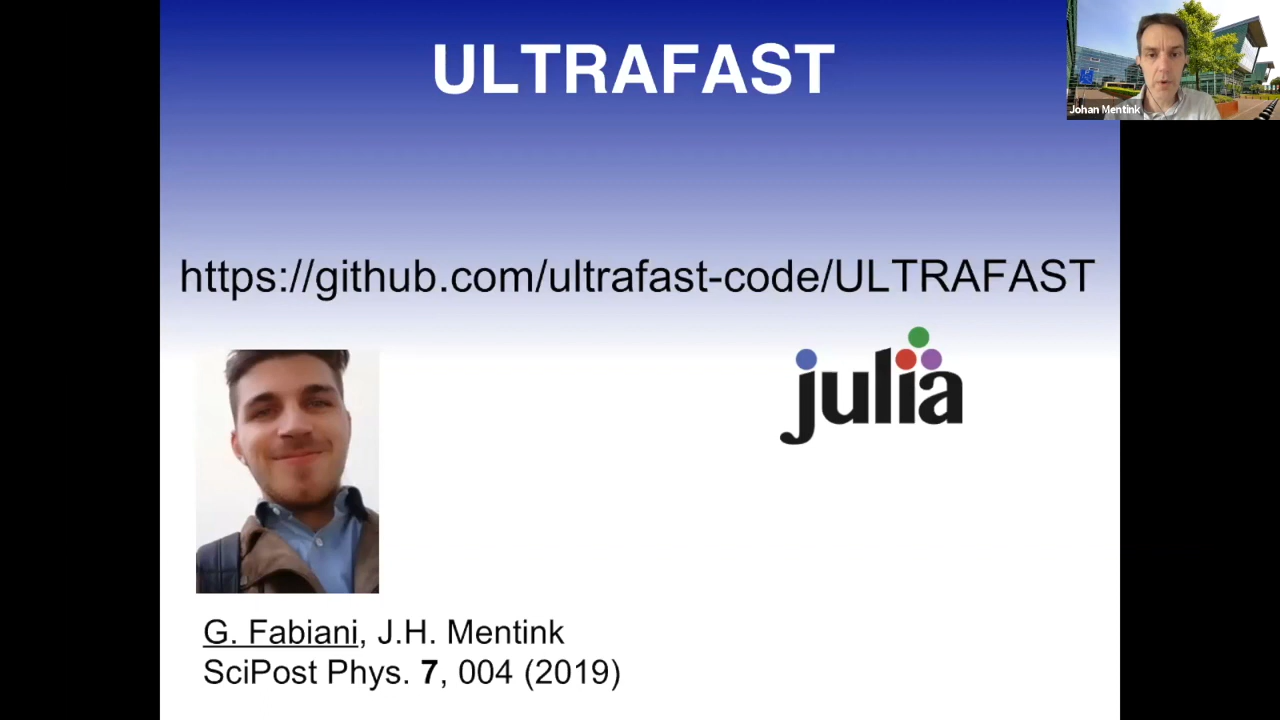 ULTRAFAST
Johan Mentink
https://github.com/ultrafast-code/ULTRAFAST
julia
G. Fabiani, J.H. Mentink
SciPost Phys. 7, 004 (2019)